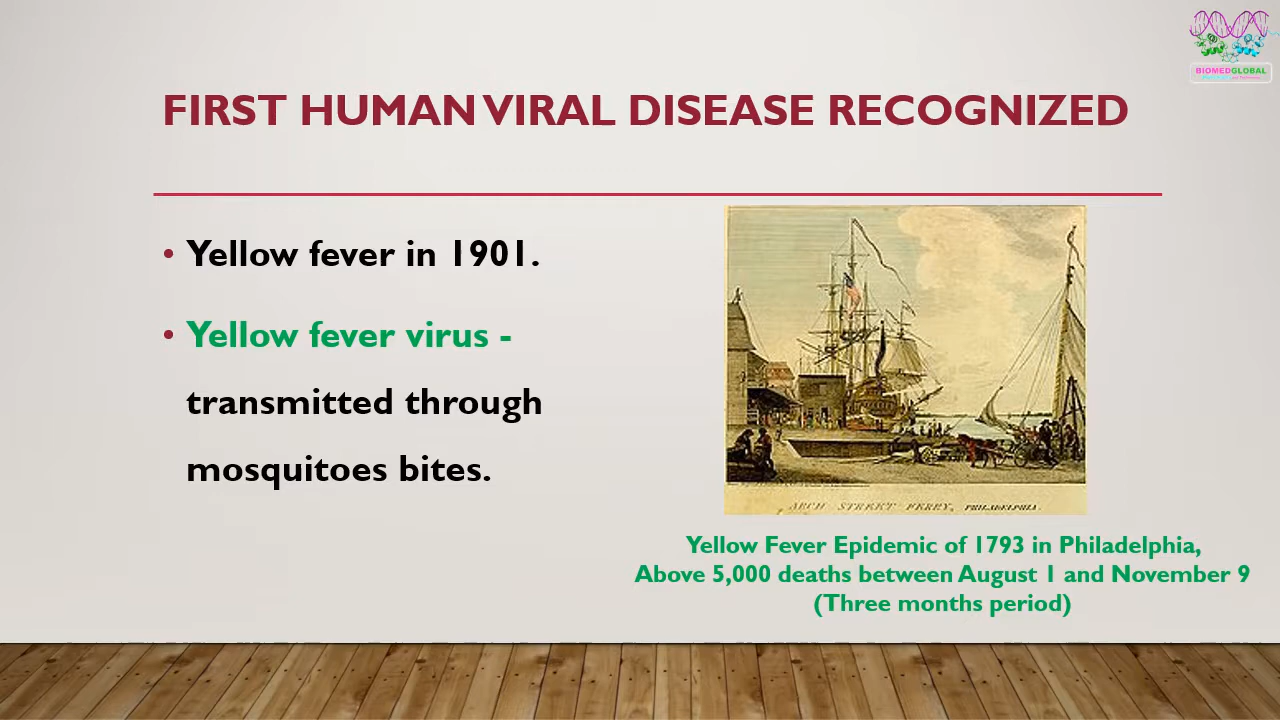 BIOMEDGLOBAL
FIRST HUMAN VIRAL DISEASE RECOGNIZED
• Yellow fever in 1901.
• Yellow fever virus -
transmitted through
mosquitoes bites.
ARCH STREET FERRY, PHILADELPHIA.
Yellow Fever Epidemic of 1793 in Philadelphia,
Above 5,000 deaths between August 1 and November 9
(Three months period)